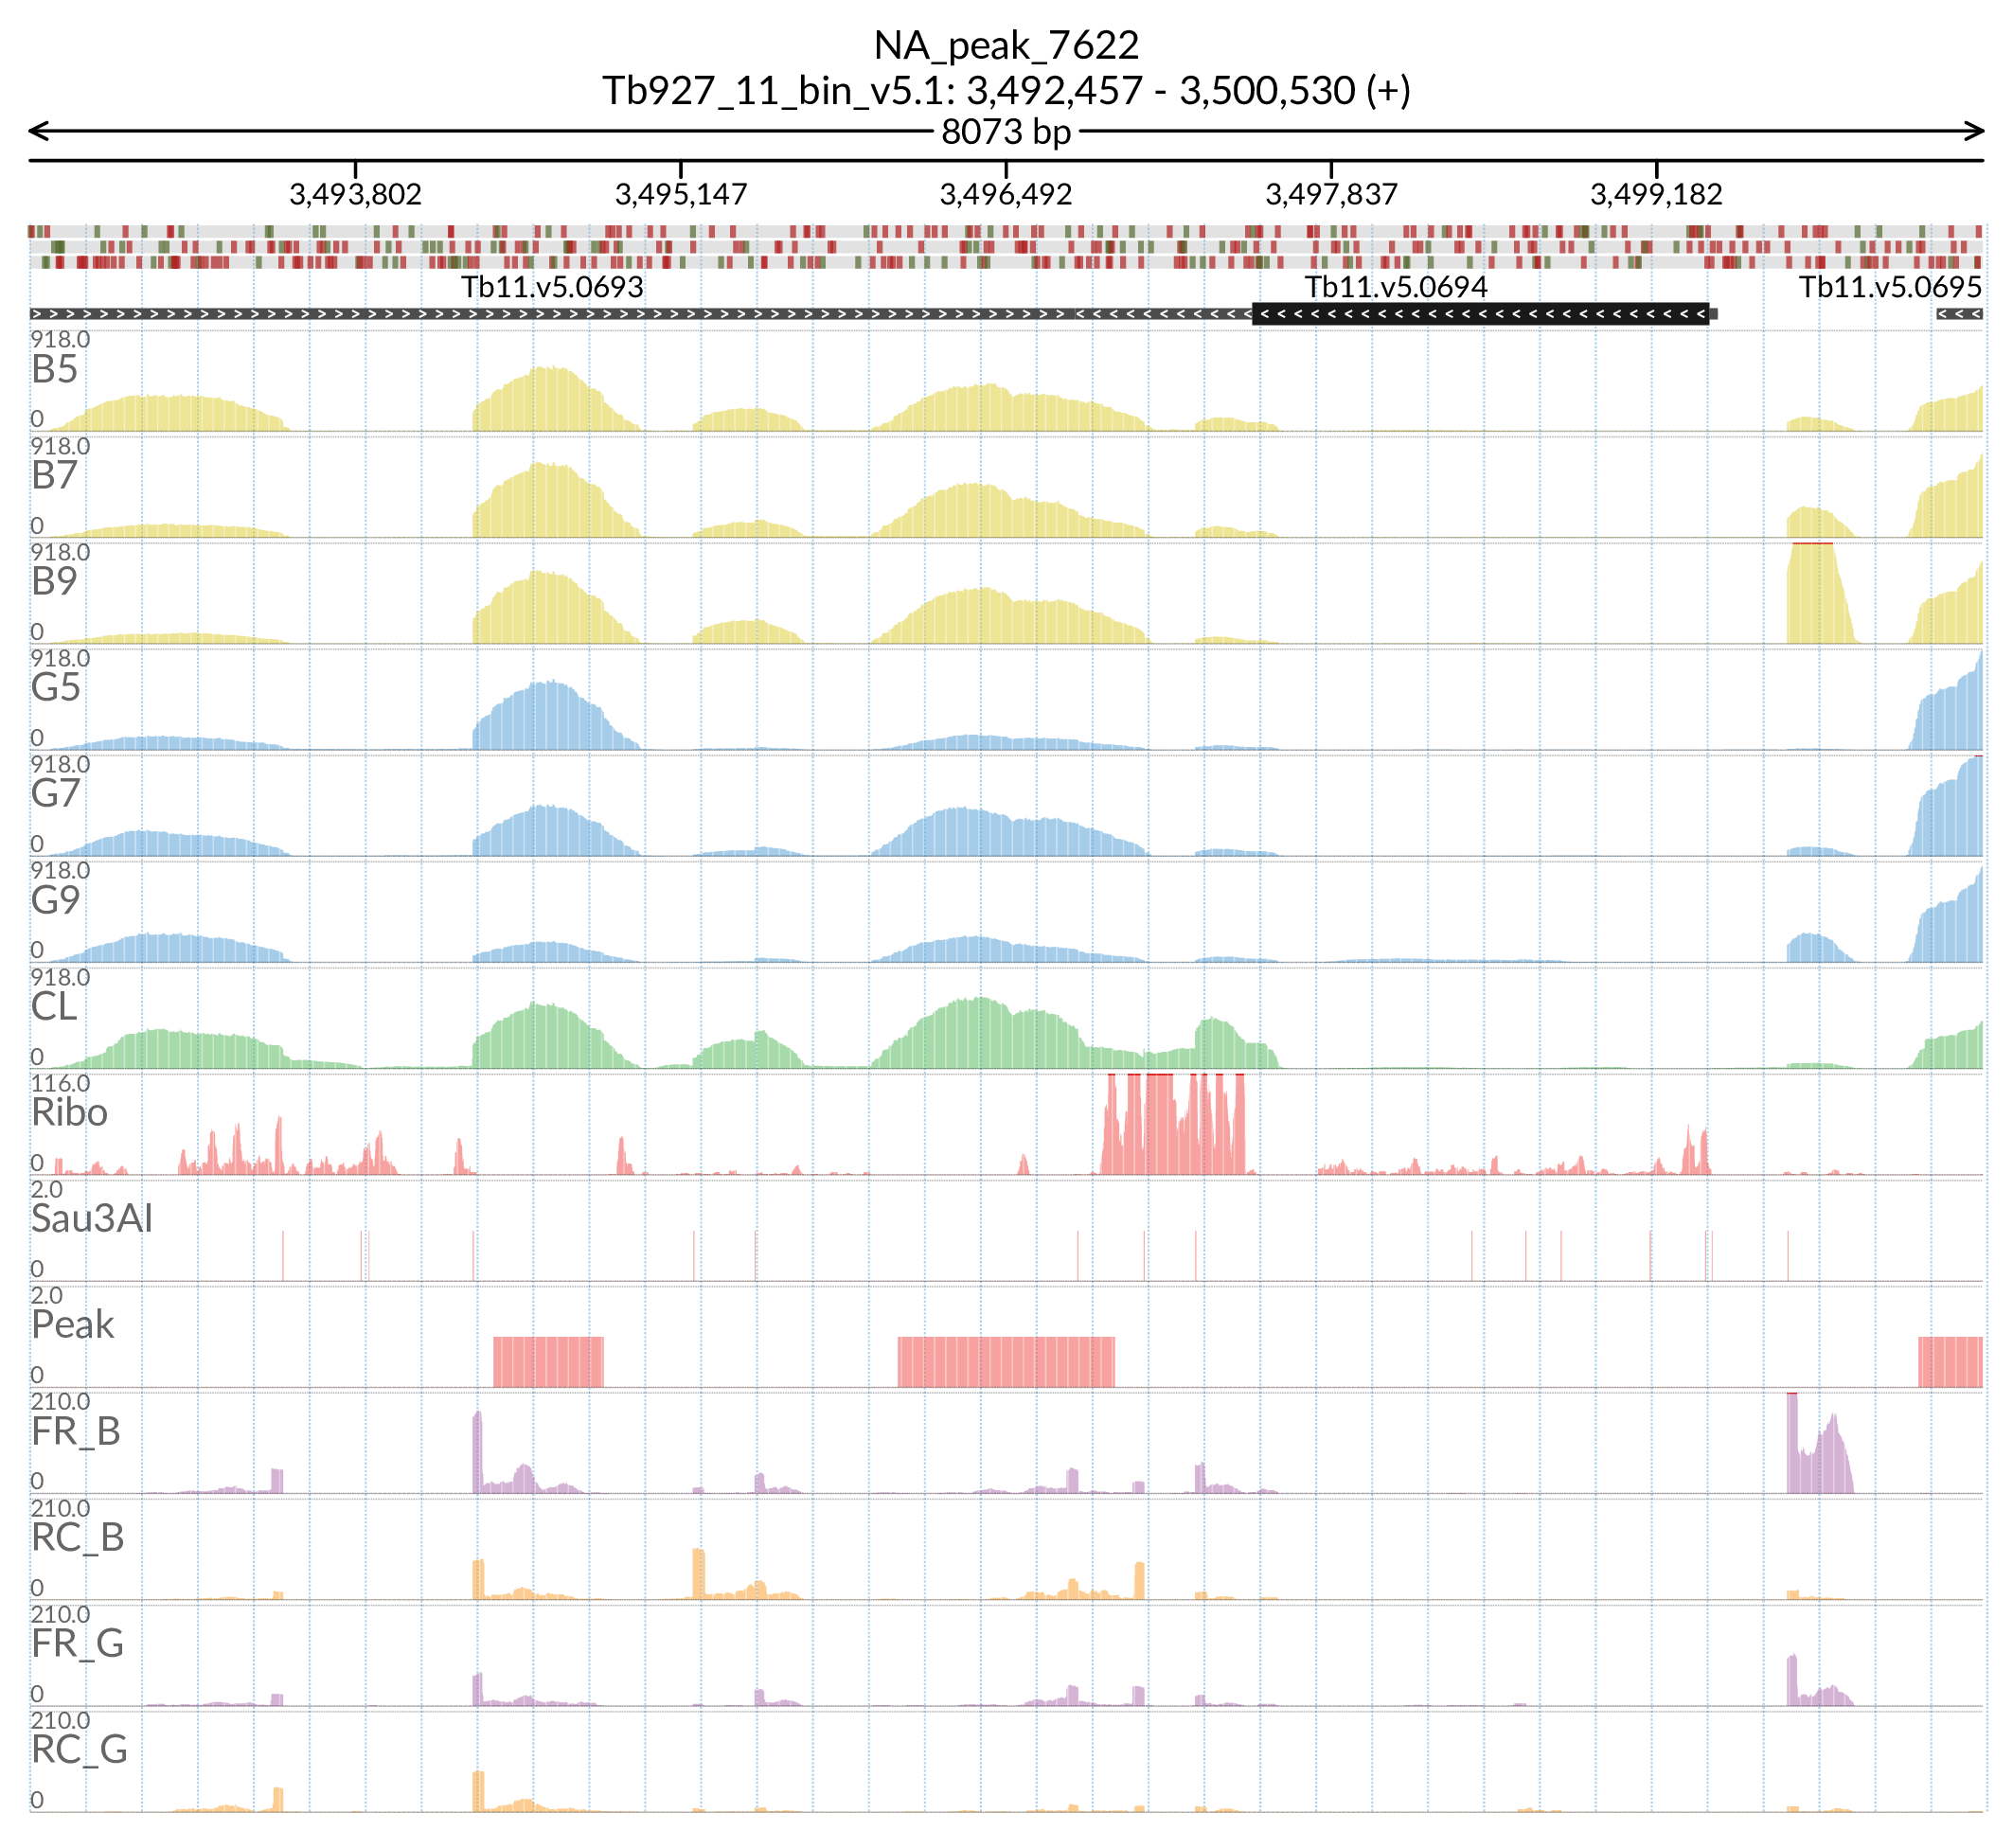 NA_peak_7622
Tb927_11_bin_v5.1: 3,492,457 - 3,500,530 (+)
8073 bp
3,493,802 3,495,147 3,496,492 3,497,837 3,499,182
Tb11.v5.0693 Tb11.v5.0694 Tb11.v5.0695
918.0
B5
0
918.0
B7
0
918.0
B9
0
918.0
G5
0
918.0
G7
0
918.0
G9
0
918.0
CL
0
116.0
Ribo
0
2.0
Sau3AI
0
2.0
Peak
0
210.0
FR_B
0
210.0
RC_B
0
210.0
FR_G
0
210.0
RC_G
0